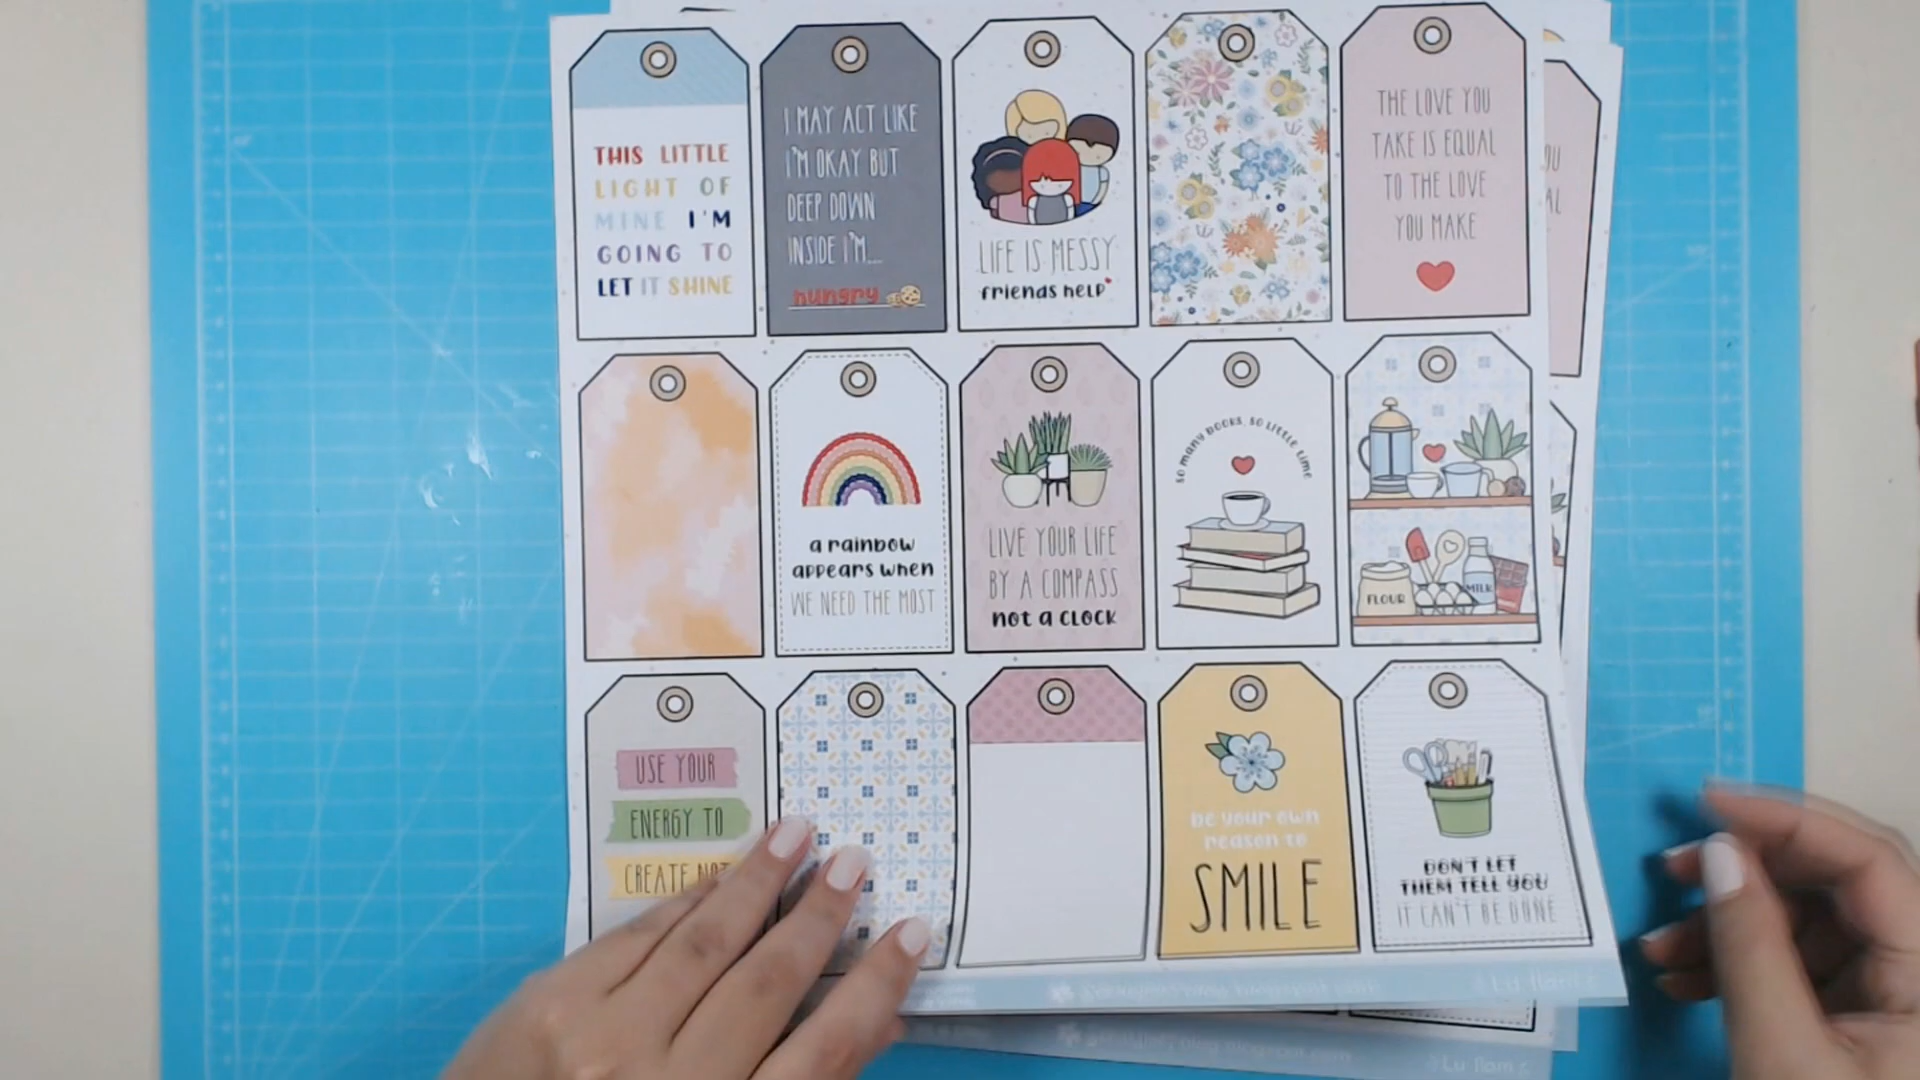 THIS LITTLE
LIGHT OF
MINE I'M
GOING TO
LET IT SHINE
I MAY ACT LIKE
I'M OKAY BUT
DEEP DOWN
INSIDE I'M...
hungry
LIFE IS MESSY
friends help
THE LOVE YOU
TAKE IS EQUAL
TO THE LOVE
YOU MAKE
a rainbow
appears when
WE NEED THE MOST
LIVE YOUR LIFE
BY A COMPASS
not a clock
SO MANY BOOKS, SO LITTLE TIME
FLOUR
MILK
USE YOUR
ENERGY TO
CREATE NOT
be your own
reason to
SMILE
DON'T LET
THEM TELL YOU
IT CAN'T BE DONE